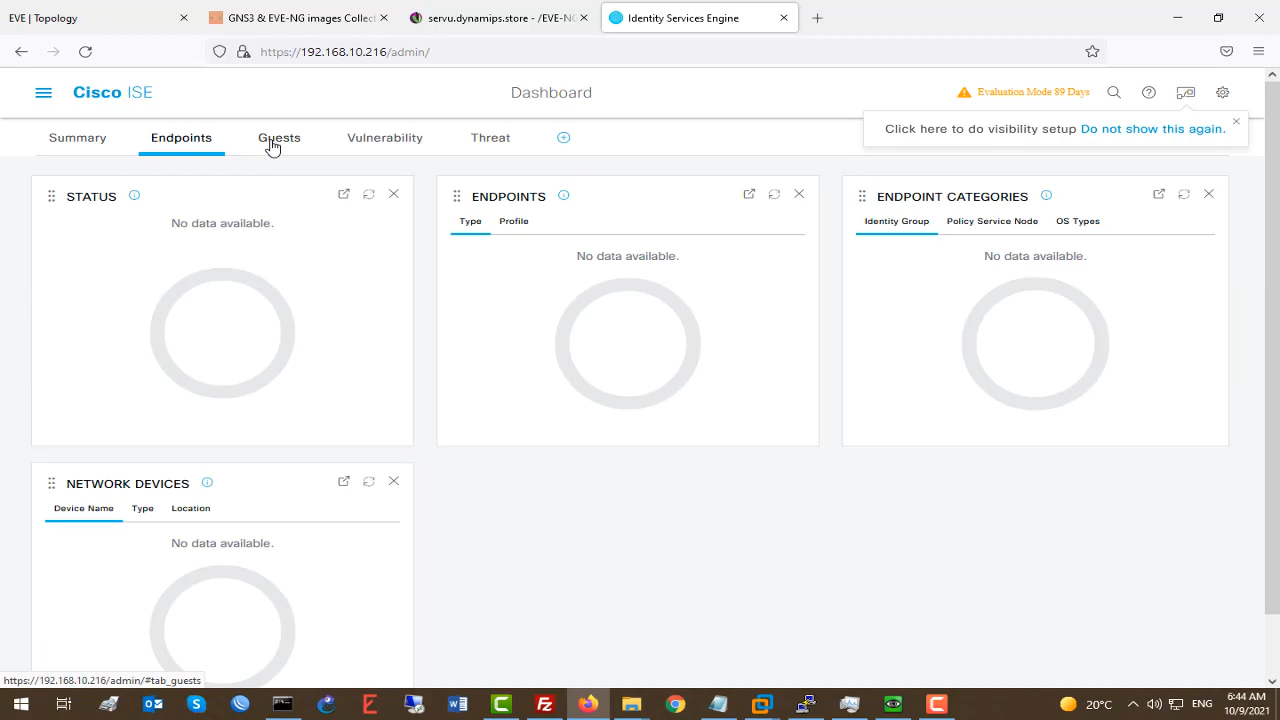 EVE | Topology
GNS3 & EVE-NG images Collect
servu.dynamips.store - /EVE-NG
Identity Services Engine
https://192.168.10.216/admin/
Cisco ISE
Dashboard
Evaluation Mode 89 Days
Click here to do visibility setup Do not show this again.
Summary
Endpoints
Guests
Vulnerability
Threat
STATUS
No data available.
ENDPOINTS
Type
Profile
No data available.
ENDPOINT CATEGORIES
Identity Group
Policy Service Node
OS Types
No data available.
NETWORK DEVICES
Device Name
Type
Location
No data available.
https://192.168.10.216/admin/#tab_guests
20°C
ENG
6:44 AM
10/9/2021